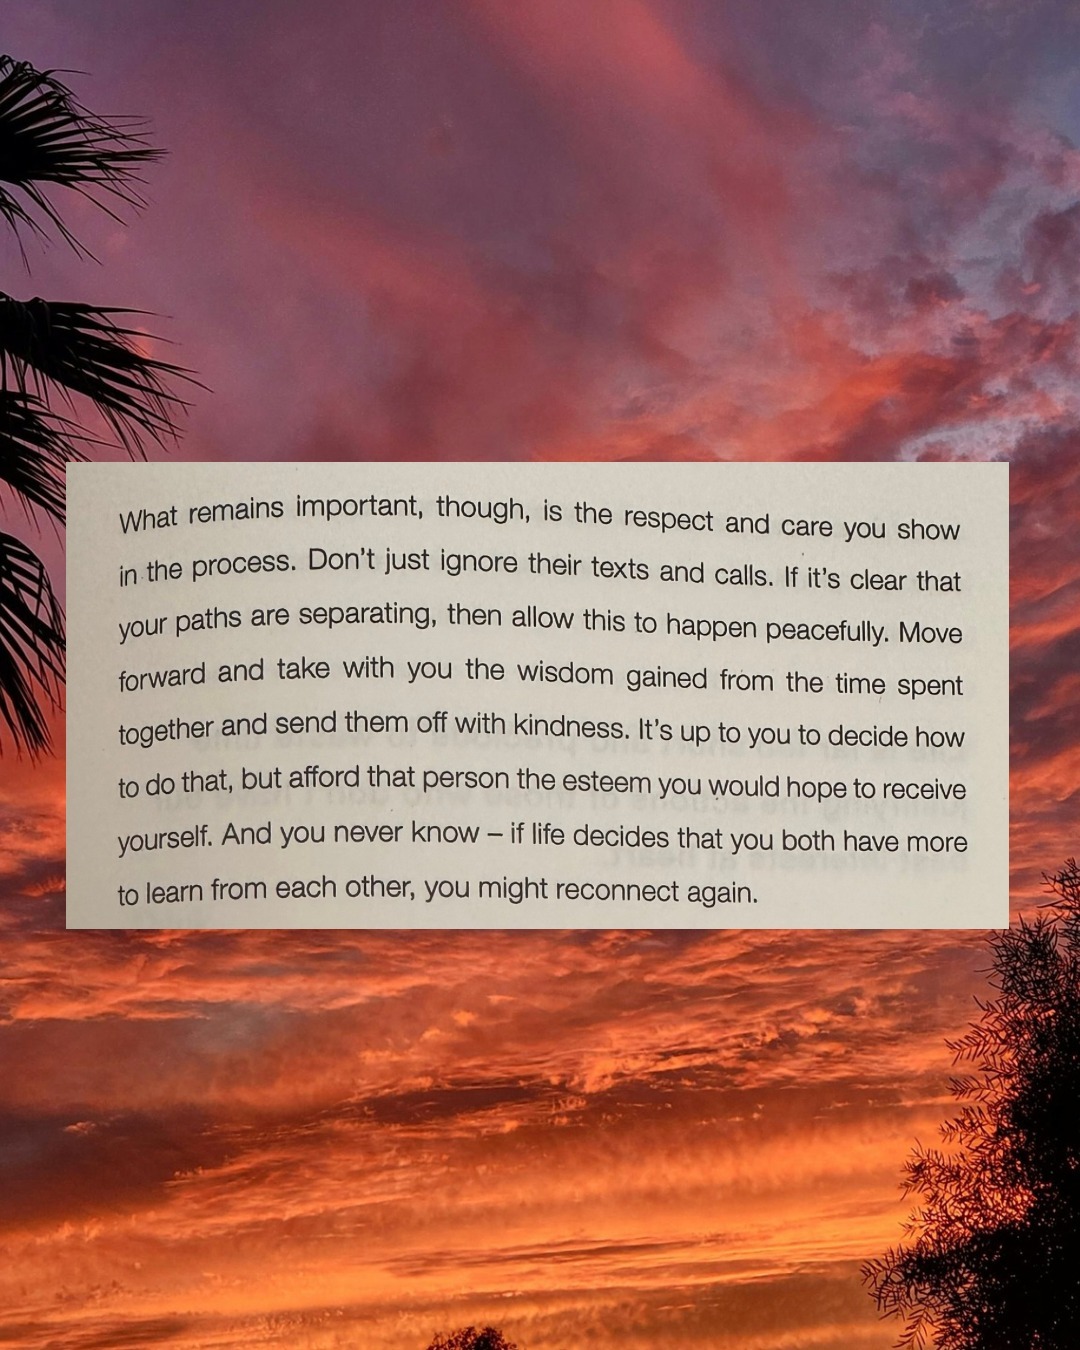 What remains important, though, is the respect and care you show
in the process. Don't just ignore their texts and calls. If it's clear that
your paths are separating, then allow this to happen peacefully. Move
forward and take with you the wisdom gained from the time spent
together and send them off with kindness. It's up to you to decide how
to do that, but afford that person the esteem you would hope to receive
yourself. And you never know – if life decides that you both have more
to learn from each other, you might reconnect again.